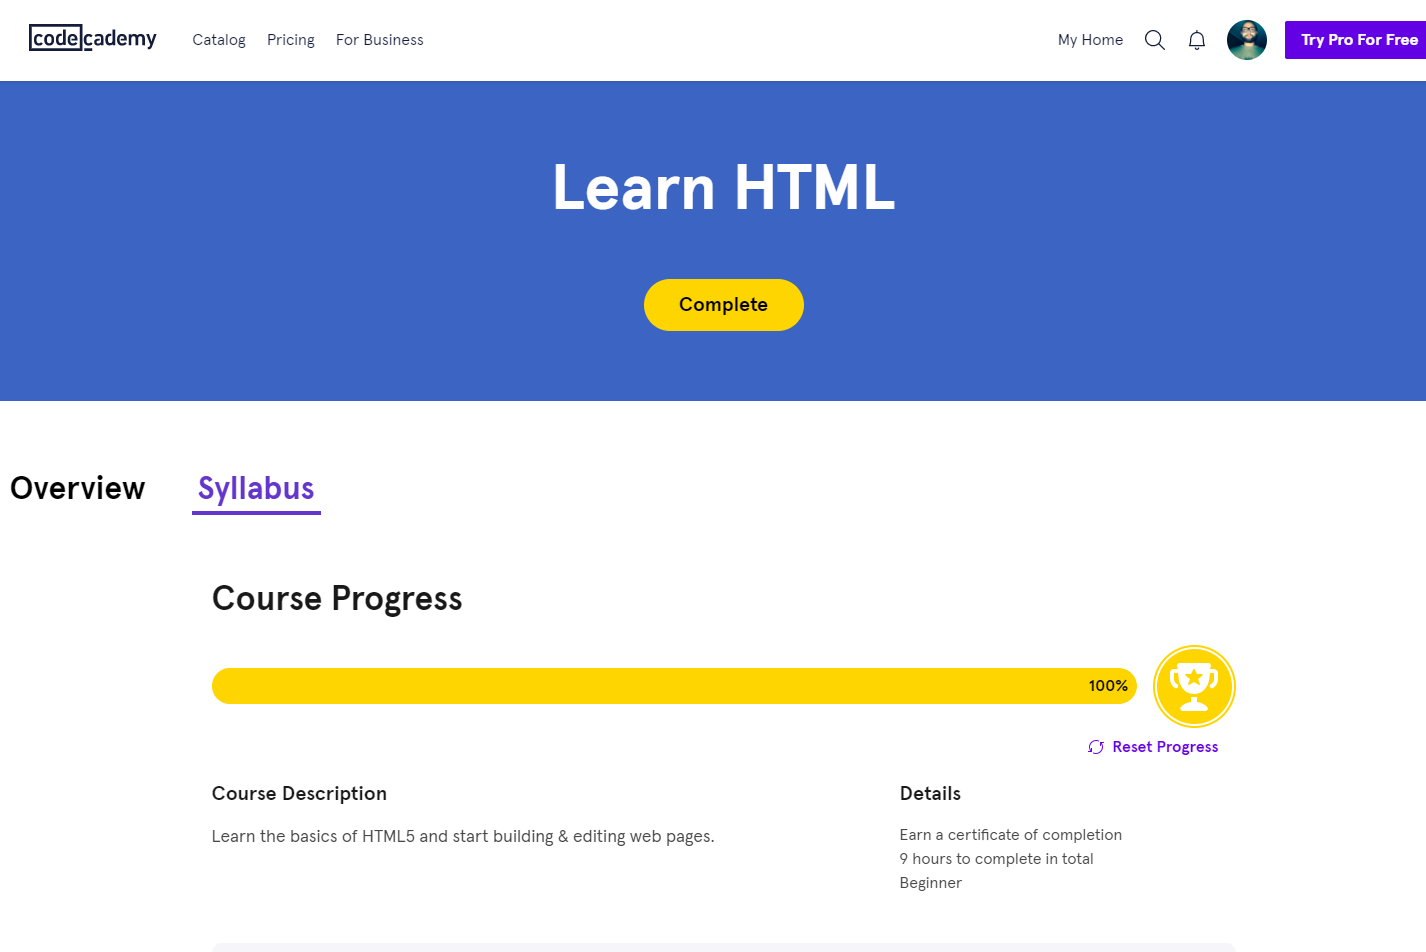 codecademy Catalog Pricing For Business My Home Try Pro For Free
Learn HTML
Complete
Overview Syllabus
Course Progress
100%
Reset Progress
Course Description
Learn the basics of HTML5 and start building & editing web pages.
Details
Earn a certificate of completion
9 hours to complete in total
Beginner